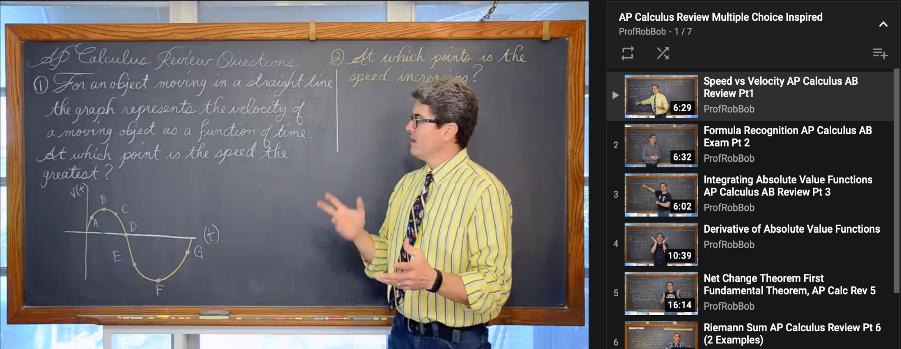 AP Calculus Review Questions
① For an object moving in a straight line
the graph represents the velocity of
a moving object as a function of time.
At which point is the speed the
greatest?
v(t)
B
C
A
D
(t)
E
G
F
② At which points is the
speed increasing?
AP Calculus Review Multiple Choice Inspired
ProfRobBob - 1 / 7
Speed vs Velocity AP Calculus AB
Review Pt1
ProfRobBob
6:29
2
Formula Recognition AP Calculus AB
Exam Pt 2
ProfRobBob
6:32
3
Integrating Absolute Value Functions
AP Calculus AB Review Pt 3
ProfRobBob
6:02
4
Derivative of Absolute Value Functions
ProfRobBob
10:39
5
Net Change Theorem First
Fundamental Theorem, AP Calc Rev 5
ProfRobBob
16:14
6
Riemann Sum AP Calculus Review Pt 6
(2 Examples)